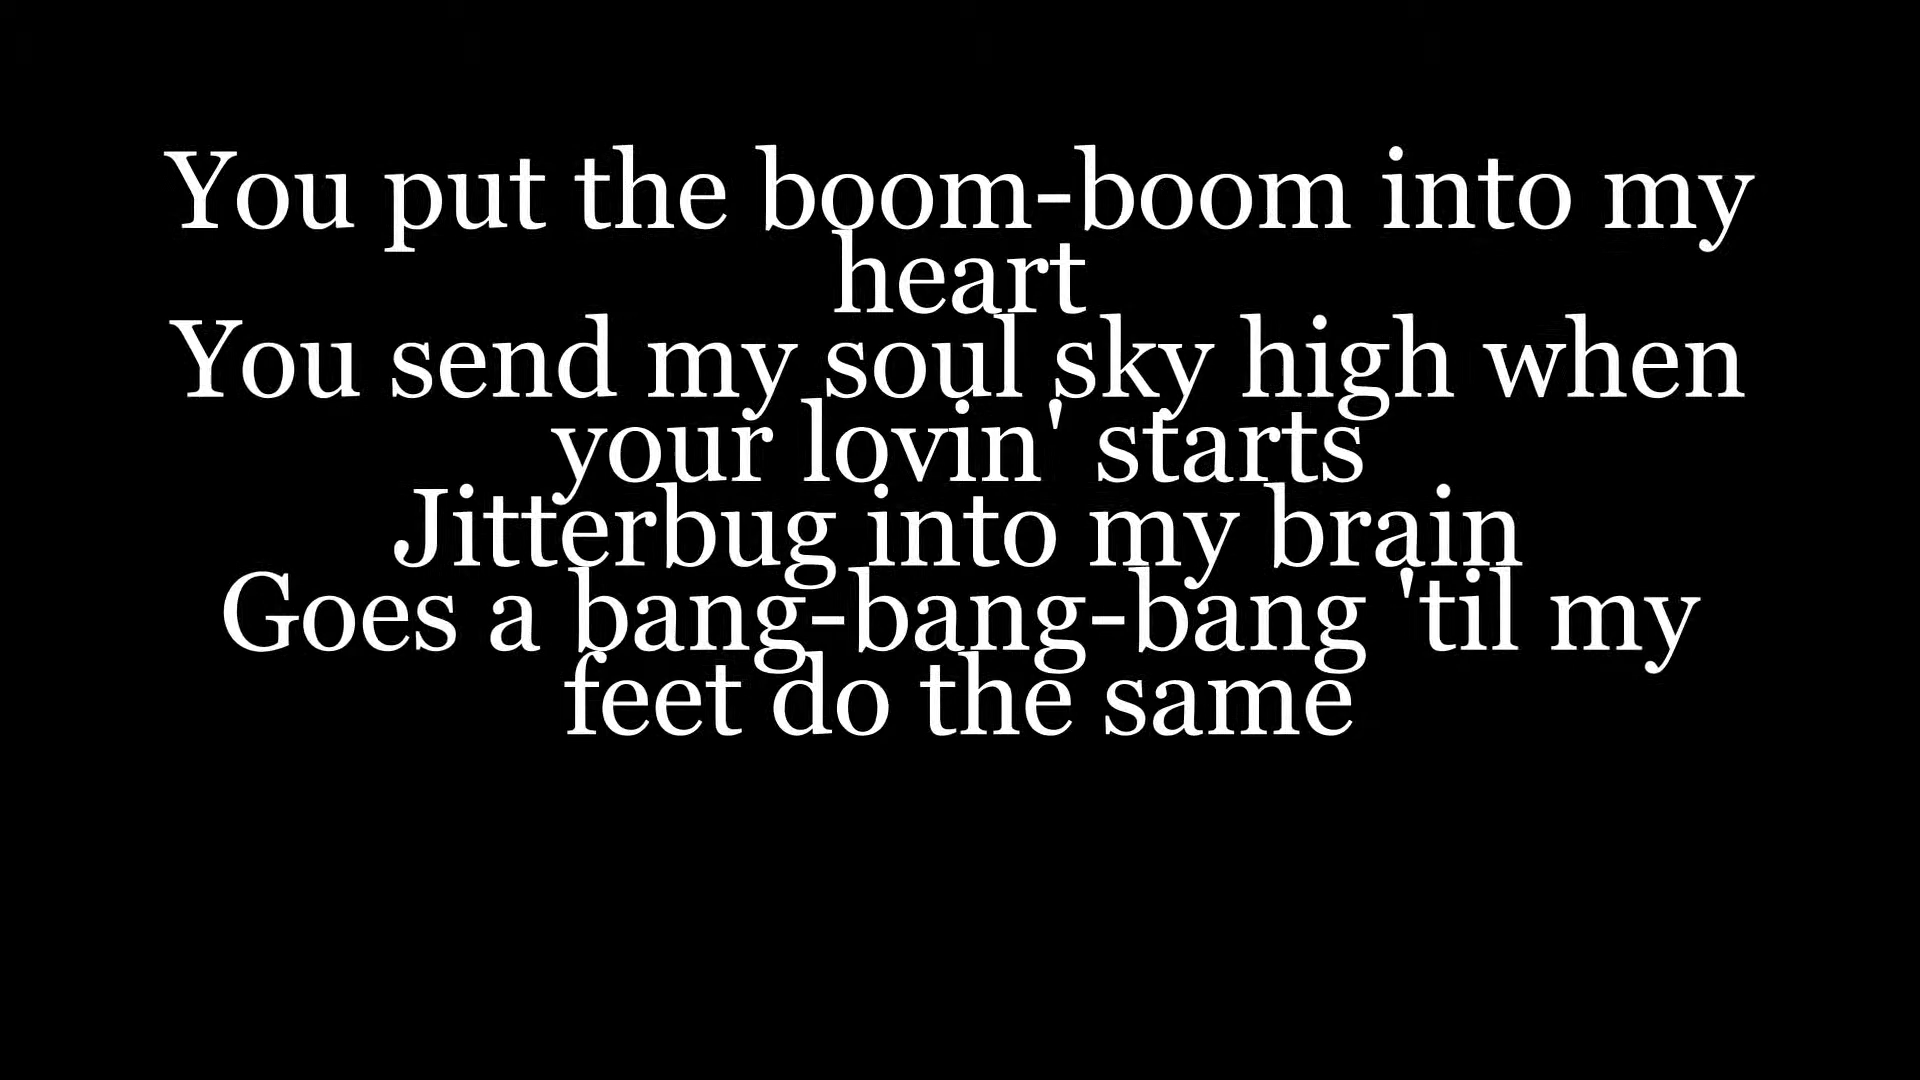 You put the boom-boom into my
heart
You send my soul sky high when
your lovin' starts
Jitterbug into my brain
Goes a bang-bang-bang 'til my
feet do the same